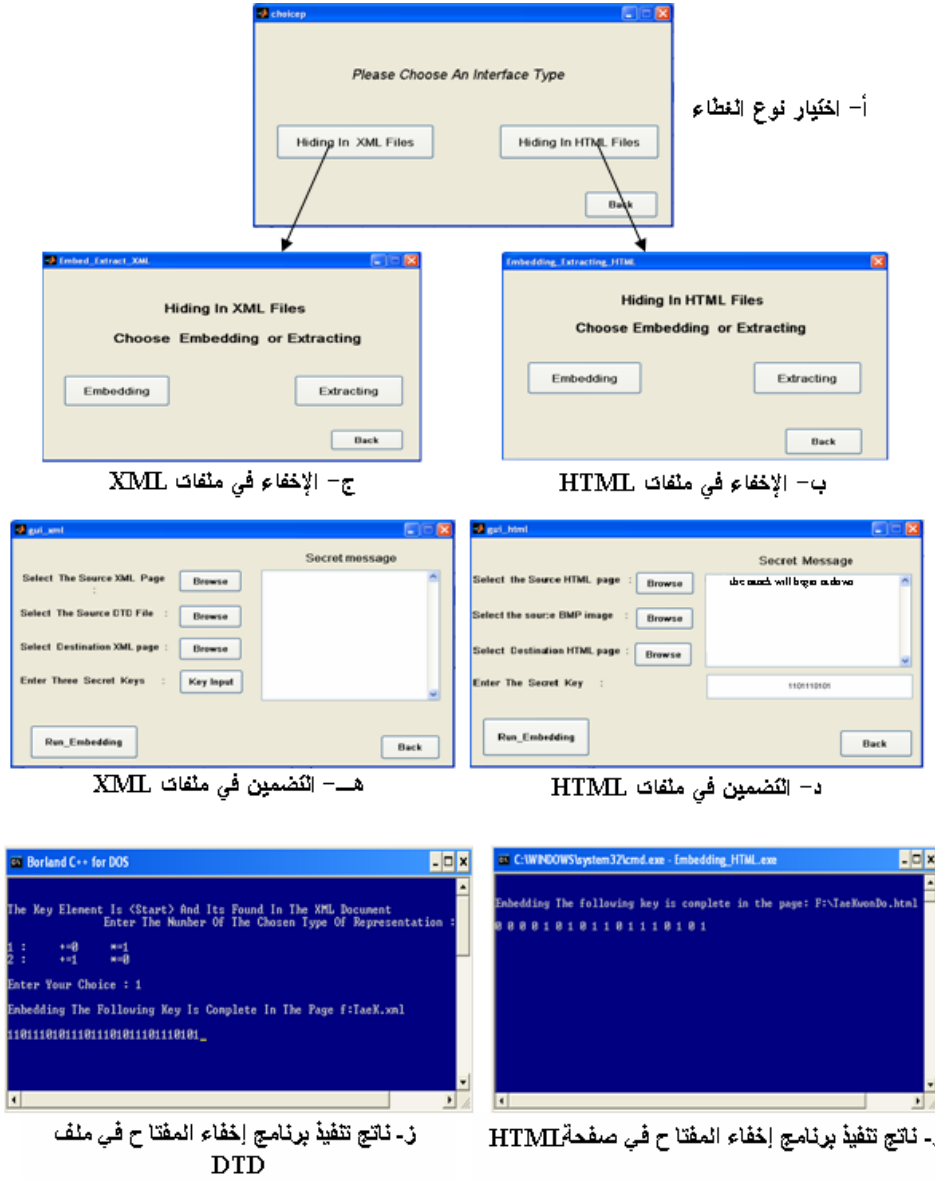 choicep
Please Choose An Interface Type
أ- اختيار نوع الغطاء
Hiding In XML Files
Hiding In HTML Files
Back
Embed_Extract_XML
Embedding_Extracting_HTML
Hiding In XML Files
Hiding In HTML Files
Choose Embedding or Extracting
Choose Embedding or Extracting
Embedding
Extracting
Embedding
Extracting
Back
Back
ج- الإخفاء في ملفات XML
ب- الإخفاء في ملفات HTML
gui_xml
Secret message
Select The Source XML Page :
Browse
Select The Source DTD File :
Browse
Select Destination XML page :
Browse
Enter Three Secret Keys :
Key Input
Run_Embedding
Back
gui_html
Secret Message
Select the Source HTML page :
Browse
will begin
Select the source BMP image :
Browse
Select Destination HTML page :
Browse
Enter The Secret Key :
1101110101
Run_Embedding
Back
هـ- التضمين في ملفات XML
د- التضمين في ملفات HTML
Borland C++ for DOS
The Key Element Is <Start> And Its Found In The XML Document
Enter The Number Of The Chosen Type Of Representation :
1 : +=0 *=1
2 : +=1 *=0
Enter Your Choice : 1
Embedding The Following Key Is Complete In The Page f:TaeK.xml
110111010111011101011101110101_
C:\WINDOWS\system32\cmd.exe - Embedding_HTML.exe
Embedding The following key is complete in the page: F:\TaeKwonDo.html
0 0 0 0 1 0 1 0 1 1 0 1 1 1 0 1 0 1
ز- ناتج تنفيذ برنامج إخفاء المفتاح في ملف
DTD
- ناتج تنفيذ برنامج إخفاء المفتاح في صفحة HTML